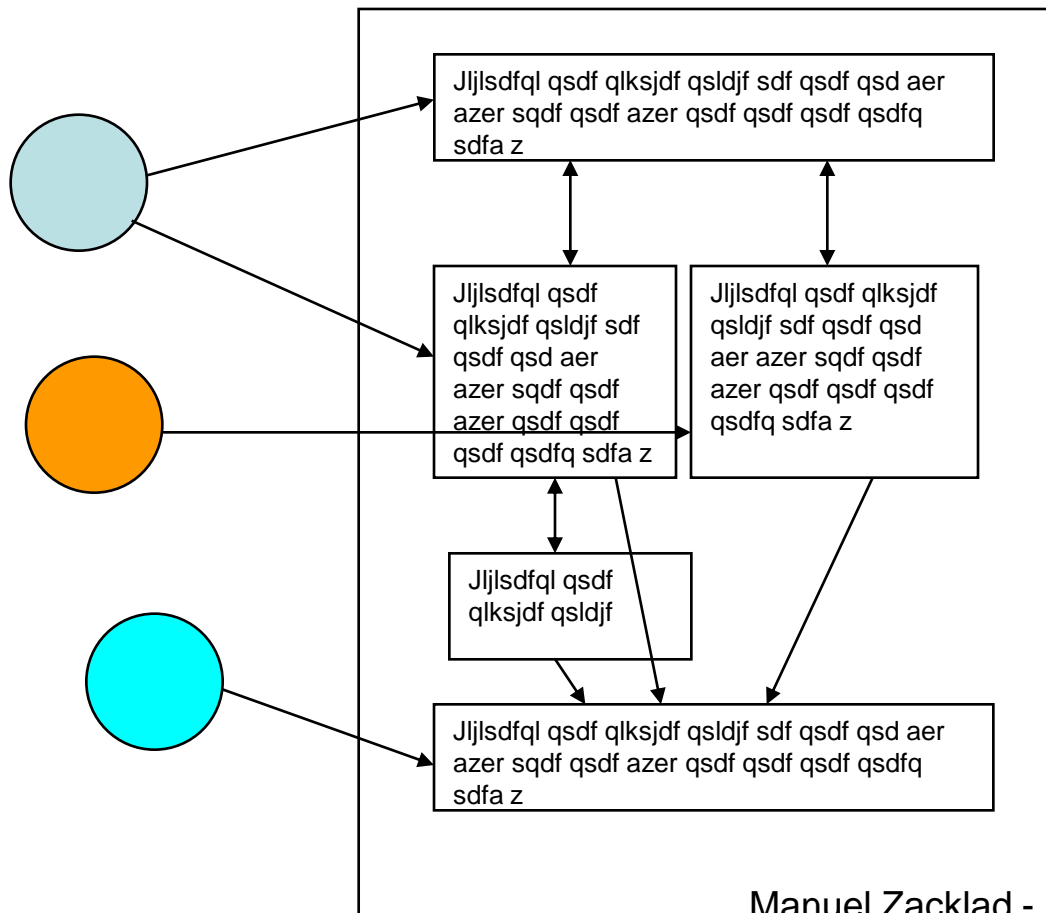 Jljlsdfql qsdf qlksjdf qsldjf sdf qsdf qsd aer
azer sqdf qsdf azer qsdf qsdf qsdf qsdfq
sdfa z
Jljlsdfql qsdf
qlksjdf qsldjf sdf
qsdf qsd aer
azer sqdf qsdf
azer qsdf qsdf
qsdf qsdfq sdfa z
Jljlsdfql qsdf qlksjdf
qsldjf sdf qsdf qsd
aer azer sqdf qsdf
azer qsdf qsdf qsdf
qsdfq sdfa z
Jljlsdfql qsdf
qlksjdf qsldjf
Jljlsdfql qsdf qlksjdf qsldjf sdf qsdf qsd aer
azer sqdf qsdf azer qsdf qsdf qsdf qsdfq
sdfa z
Manuel Zacklad -